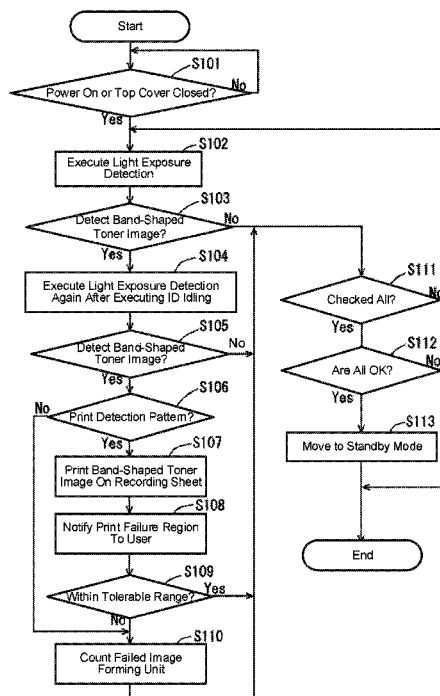 Start
S101
Power On or Top Cover Closed?
No
Yes
S102
Execute Light Exposure
Detection
S103
Detect Band-Shaped
Toner Image?
No
Yes
S104
Execute Light Exposure Detection
Again After Executing ID Idling
S105
Detect Band-Shaped
Toner Image?
No
Yes
S106
No
Print Detection Pattern?
Yes
S107
Print Band-Shaped Toner
Image On Recording Sheet
S108
Notify Print Failure Region
To User
S109
Within Tolerable Range?
Yes
No
S110
Count Failed Image
Forming Unit
S111
Checked All?
No
Yes
S112
Are All OK?
No
Yes
S113
Move to Standby Mode
End